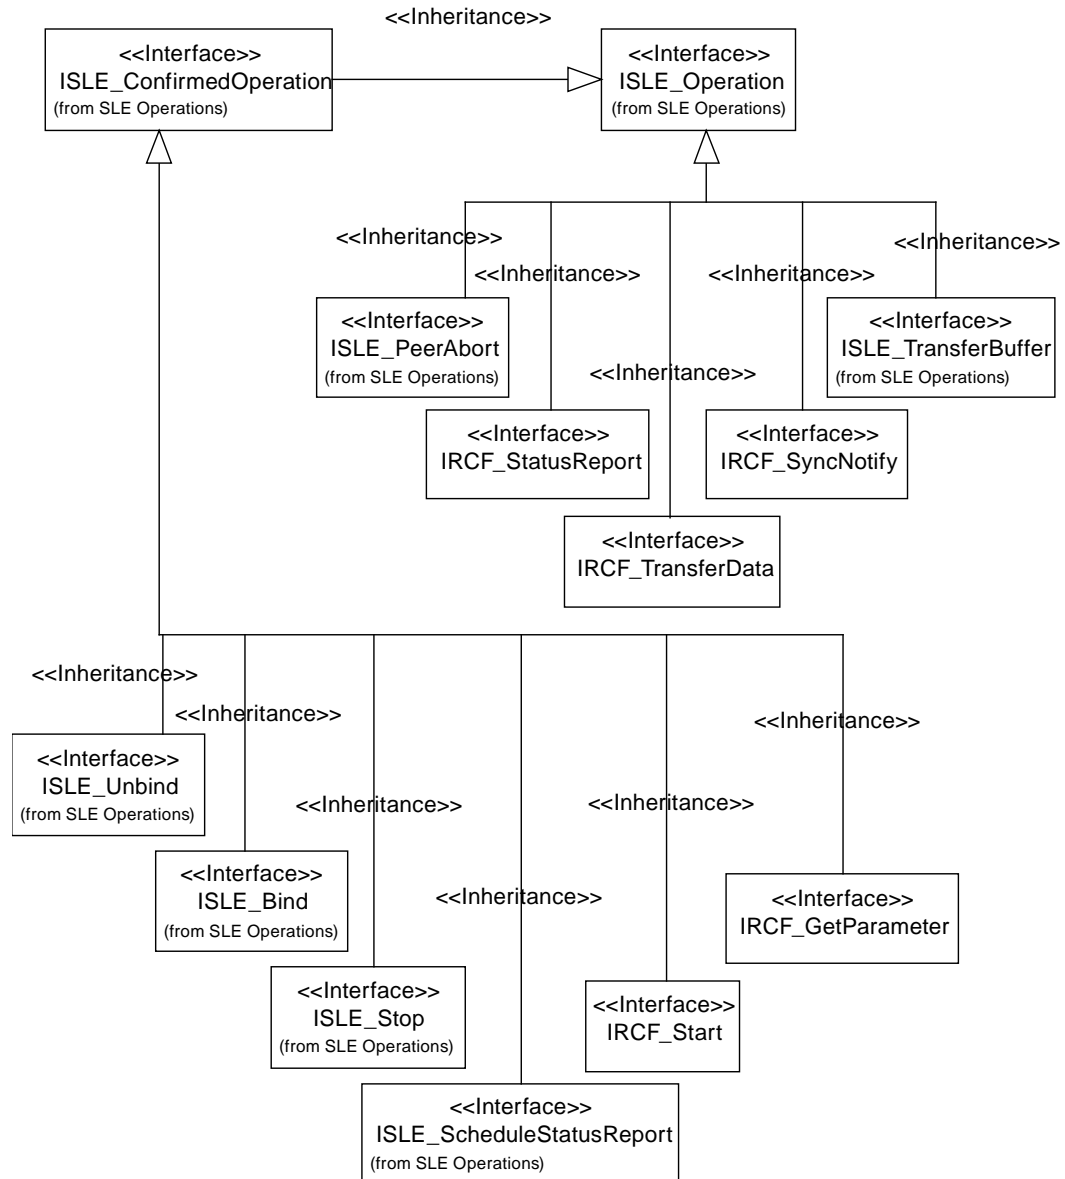 <<Inheritance>>
<<Interface>>
ISLE_ConfirmedOperation
(from SLE Operations)
<<Interface>>
ISLE_Operation
(from SLE Operations)
<<Inheritance>>
<<Inheritance>>
<<Inheritance>>
<<Inheritance>>
<<Inheritance>>
<<Interface>>
ISLE_PeerAbort
(from SLE Operations)
<<Interface>>
ISLE_TransferBuffer
(from SLE Operations)
<<Interface>>
IRCF_StatusReport
<<Interface>>
IRCF_SyncNotify
<<Interface>>
IRCF_TransferData
<<Inheritance>>
<<Inheritance>>
<<Inheritance>>
<<Interface>>
ISLE_Unbind
(from SLE Operations)
<<Inheritance>>
<<Inheritance>>
<<Interface>>
ISLE_Bind
(from SLE Operations)
<<Inheritance>>
<<Interface>>
IRCF_GetParameter
<<Interface>>
ISLE_Stop
(from SLE Operations)
<<Interface>>
IRCF_Start
<<Interface>>
ISLE_ScheduleStatusReport
(from SLE Operations)